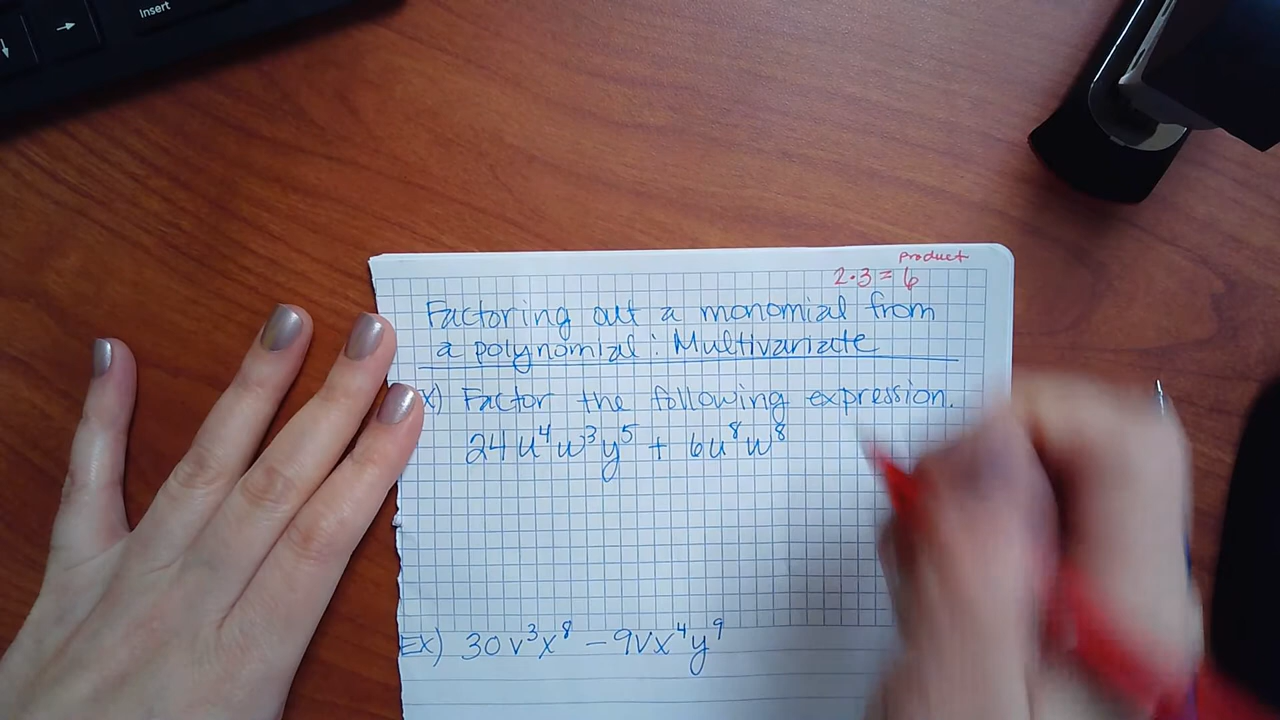 Insert
product
2·3 = 6
Factoring out a monomial from
a polynomial: Multivariate
x) Factor the following expression.
24u⁴w³y⁵ + 6u⁸w⁸
Ex) 30v³x⁸ − 9vx⁴y⁹